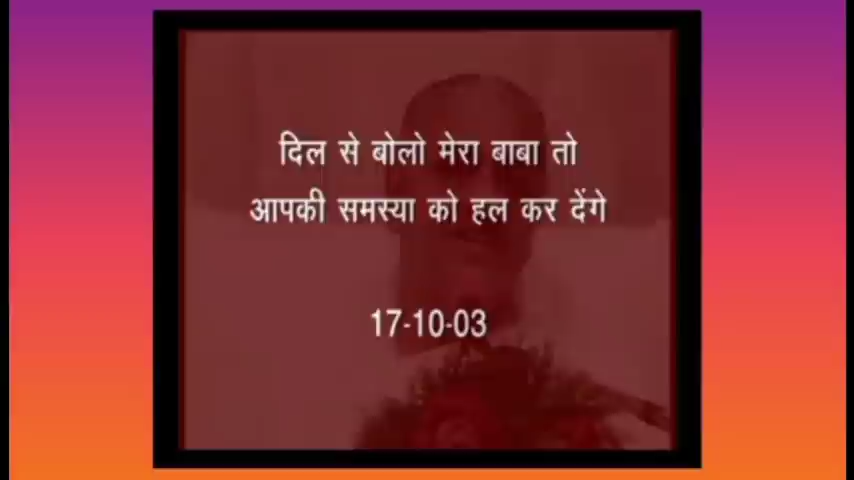 दिल से बोलो मेरा बाबा तो
आपकी समस्या को हल कर देंगे
17-10-03